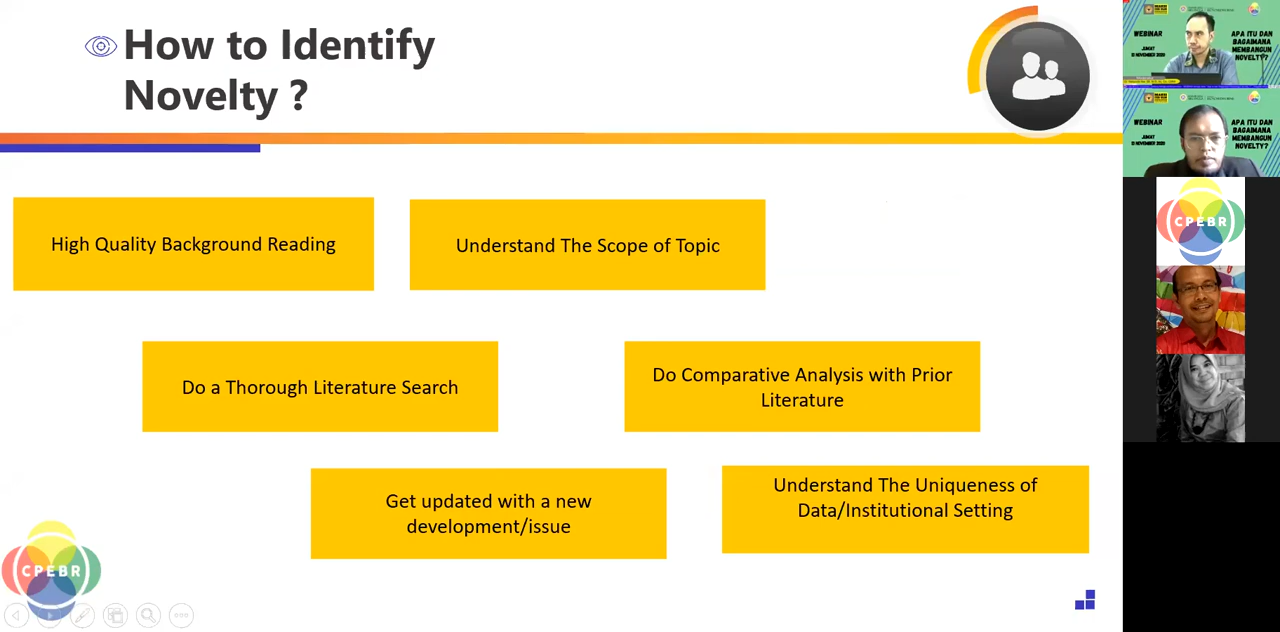 How to Identify
Novelty ?
High Quality Background Reading
Understand The Scope of Topic
Do a Thorough Literature Search
Do Comparative Analysis with Prior
Literature
Get updated with a new
development/issue
Understand The Uniqueness of
Data/Institutional Setting
CPEBR
WEBINAR
JUMAT
APA ITU DAN
BAGAIMANA
MEMBANGUN
NOVELTY?
WEBINAR
JUMAT
APA ITU DAN
BAGAIMANA
MEMBANGUN
NOVELTY?
CPEBR